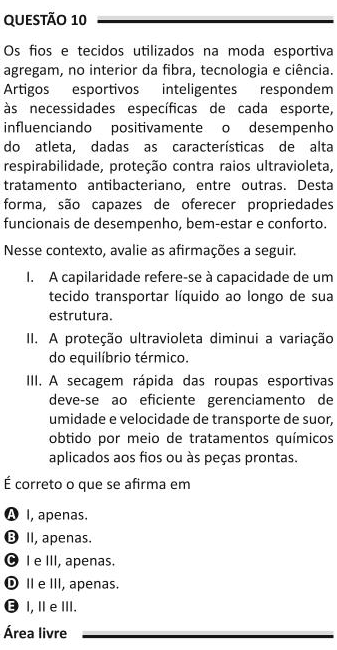 QUESTÃO 10
Os fios e tecidos utilizados na moda esportiva
agregam, no interior da fibra, tecnologia e ciência.
Artigos esportivos inteligentes respondem
às necessidades específicas de cada esporte,
influenciando positivamente o desempenho
do atleta, dadas as características de alta
respirabilidade, proteção contra raios ultravioleta,
tratamento antibacteriano, entre outras. Desta
forma, são capazes de oferecer propriedades
funcionais de desempenho, bem-estar e conforto.
Nesse contexto, avalie as afirmações a seguir.
I. A capilaridade refere-se à capacidade de um
tecido transportar líquido ao longo de sua
estrutura.
II. A proteção ultravioleta diminui a variação
do equilíbrio térmico.
III. A secagem rápida das roupas esportivas
deve-se ao eficiente gerenciamento de
umidade e velocidade de transporte de suor,
obtido por meio de tratamentos químicos
aplicados aos fios ou às peças prontas.
É correto o que se afirma em
A I, apenas.
B II, apenas.
C I e III, apenas.
D II e III, apenas.
E I, II e III.
Área livre